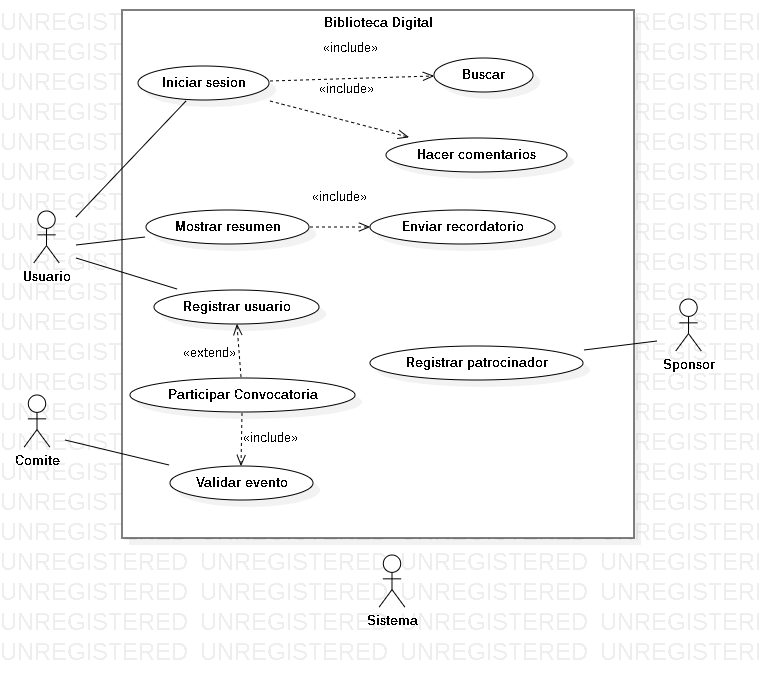 Biblioteca Digital
«include»
Iniciar sesion
Buscar
«include»
Hacer comentarios
«include»
Mostrar resumen
Enviar recordatorio
Usuario
Registrar usuario
«extend»
Registrar patrocinador
Sponsor
Participar Convocatoria
«include»
Comite
Validar evento
Sistema
UNREGISTERED UNREGISTERED UNREGISTERED UNREGISTERED
UNREGISTERED UNREGISTERED UNREGISTERED UNREGISTERED
UNREGISTERED UNREGISTERED UNREGISTERED UNREGISTERED
UNREGISTERED UNREGISTERED UNREGISTERED UNREGISTERED